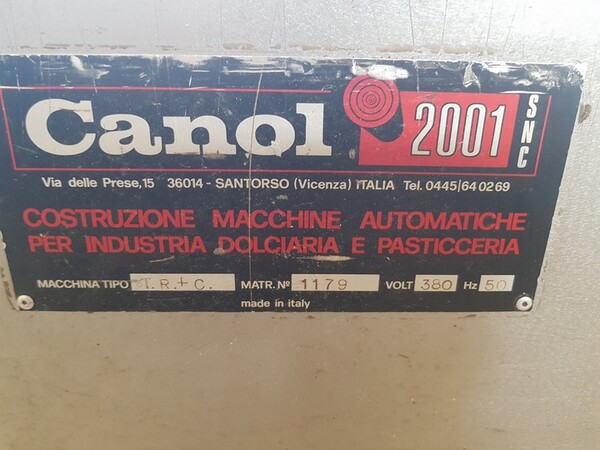 Canol 2001 SNC
Via delle Prese,15 36014 - SANTORSO (Vicenza) ITALIA Tel. 0445/640269
COSTRUZIONE MACCHINE AUTOMATICHE
PER INDUSTRIA DOLCIARIA E PASTICCERIA
MACCHINA TIPO T.R.+C. MATR. Nº 1179 VOLT 380 Hz 50
made in italy